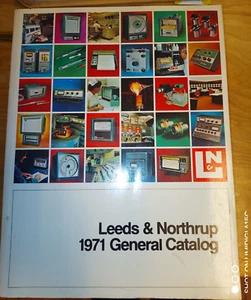 L&N
Leeds & Northrup
1971 General Catalog